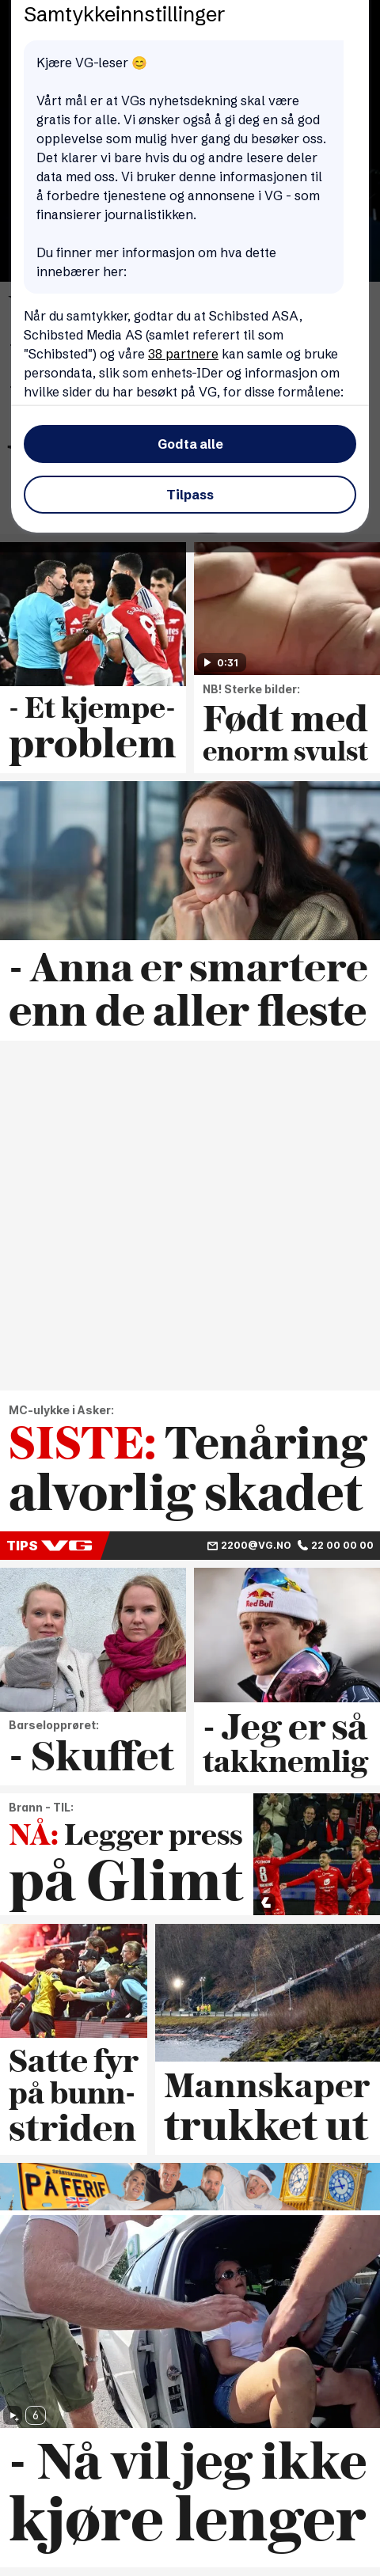 Samtykkeinnstillinger
Kjære VG-leser 😊
Vårt mål er at VGs nyhetsdekning skal være
gratis for alle. Vi ønsker også å gi deg en så god
opplevelse som mulig hver gang du besøker oss.
Det klarer vi bare hvis du og andre lesere deler
data med oss. Vi bruker denne informasjonen til
å forbedre tjenestene og annonsene i VG - som
finansierer journalistikken.
Du finner mer informasjon om hva dette
innebærer her:
Når du samtykker, godtar du at Schibsted ASA,
Schibsted Media AS (samlet referert til som
"Schibsted") og våre 38 partnere kan samle og bruke
persondata, slik som enhets-IDer og informasjon om
hvilke sider du har besøkt på VG, for disse formålene:
Godta alle
Tilpass
0:31
- Et kjempe-
problem
NB! Sterke bilder:
Født med
enorm svulst
- Anna er smartere
enn de aller fleste
MC-ulykke i Asker:
SISTE: Tenåring
alvorlig skadet
TIPS VG 2200@VG.NO 22 00 00 00
Red Bull
Barselopprøret:
- Skuffet
- Jeg er så
takknemlig
Brann - TIL:
NÅ: Legger press
på Glimt
8
Satte fyr
på bunn-
striden
Mannskaper
trukket ut
PÅ FERIE
6
- Nå vil jeg ikke
kjøre lenger